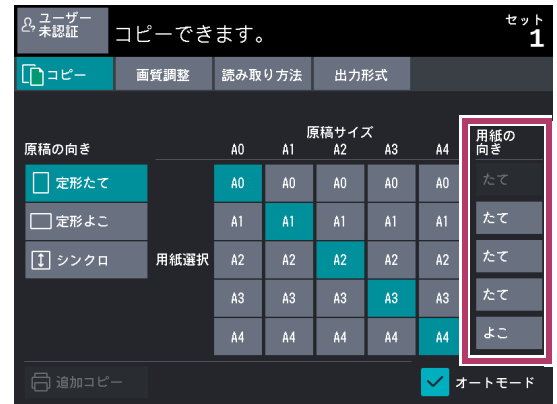 ユーザー
未認証
コピーできます。
セット
1
コピー 画質調整 読み取り方法 出力形式
原稿サイズ
用紙の
向き
原稿の向き A0 A1 A2 A3 A4
定形たて A0 A0 A0 A0 A0 たて
定形よこ A1 A1 A1 A1 A1 たて
シンクロ 用紙選択 A2 A2 A2 A2 A2 たて
A3 A3 A3 A3 A3 たて
A4 A4 A4 A4 A4 よこ
追加コピー オートモード